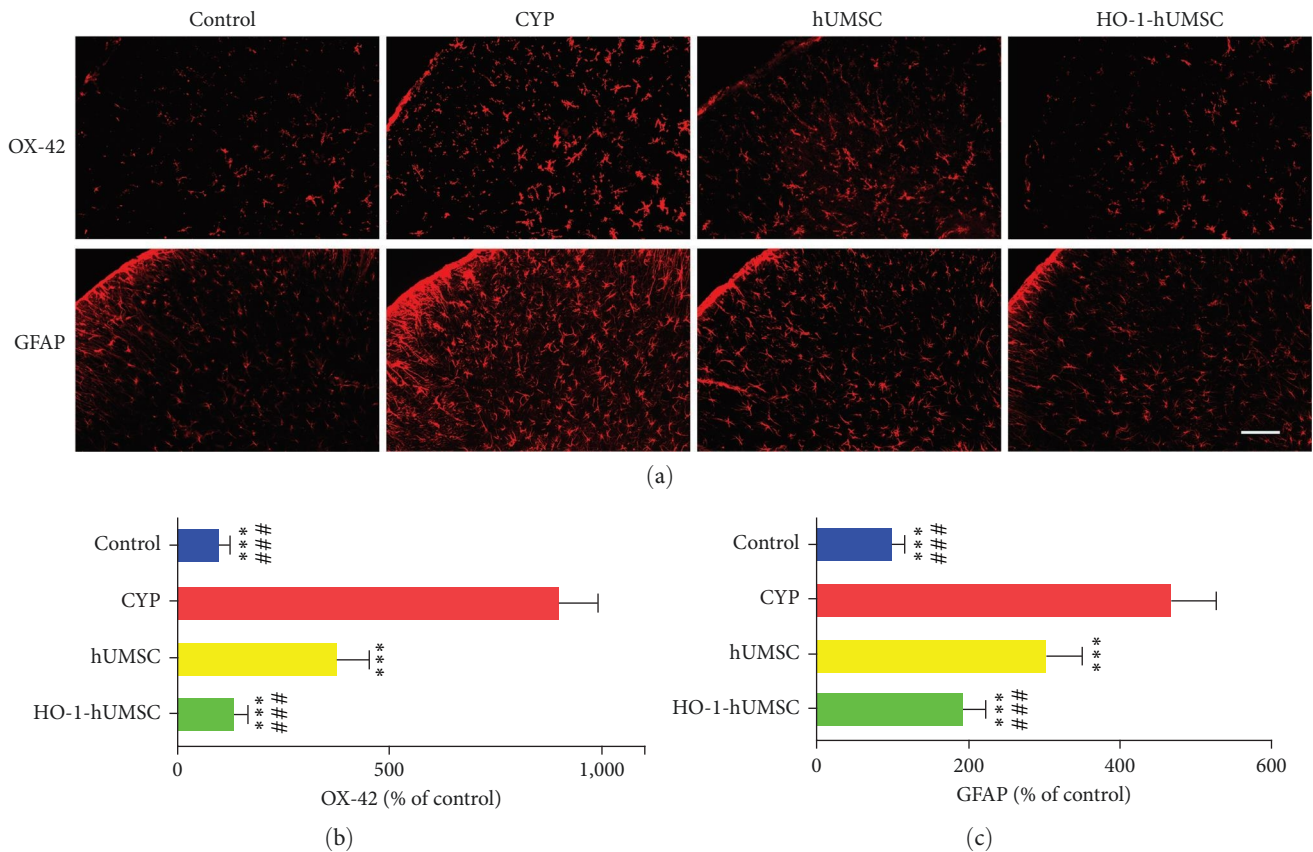 Control CYP hUMSC HO-1-hUMSC
OX-42
GFAP
(a)
Control
CYP
hUMSC
HO-1-hUMSC
***
###
***
***
###
0 500 1,000
OX-42 (% of control)
(b)
Control
CYP
hUMSC
HO-1-hUMSC
***
###
***
***
###
0 200 400 600
GFAP (% of control)
(c)